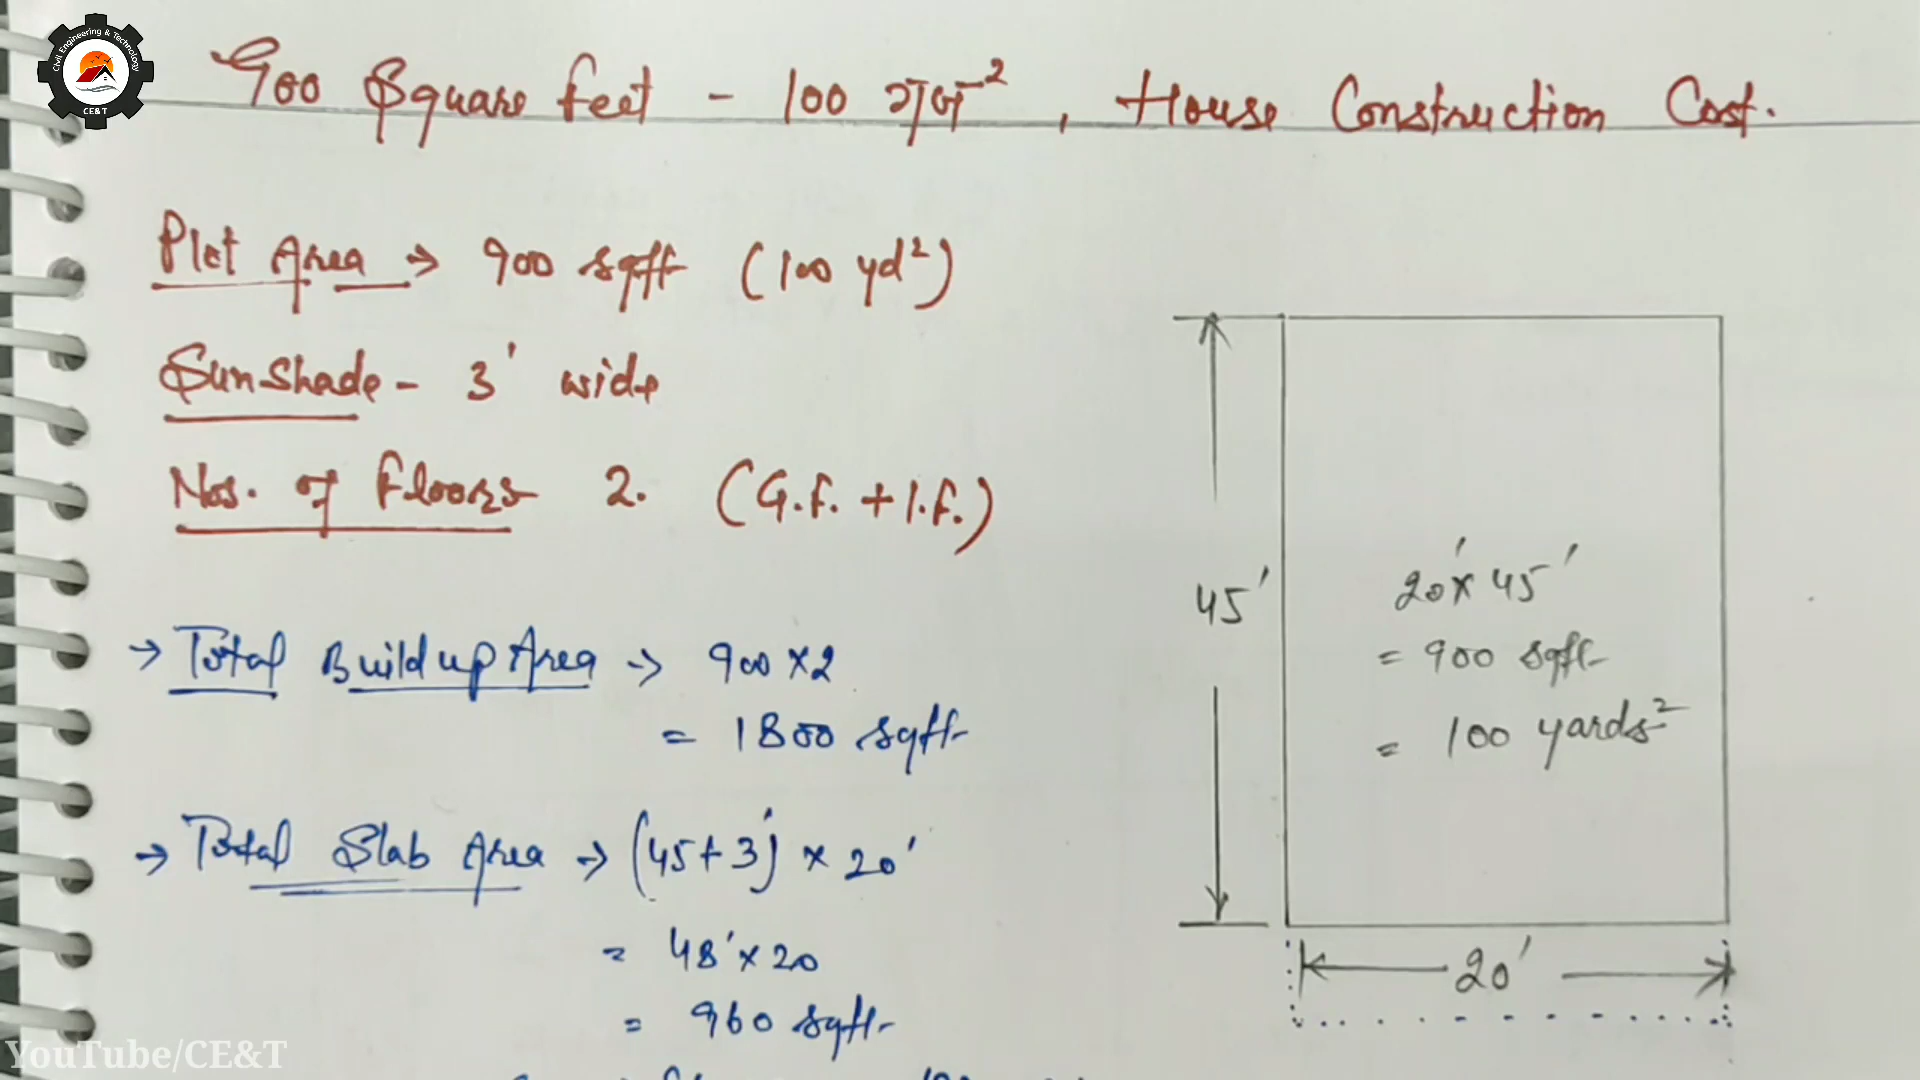 Civil Engineering & Technology
CE&T
900 Square feet - 100 गज², House Construction Cost.
Plot Area → 900 sqft (100 yd²)
Sunshade - 3' wide
Nos. of floors 2. (G.f. + 1.f.)
→ Total Buildup Area → 900 × 2
= 1800 sqft
→ Total Slab Area → (45+3') × 20'
= 48' × 20
= 960 sqft
45'
20' × 45'
= 900 sqft
= 100 yards²
20'
YouTube/CE&T